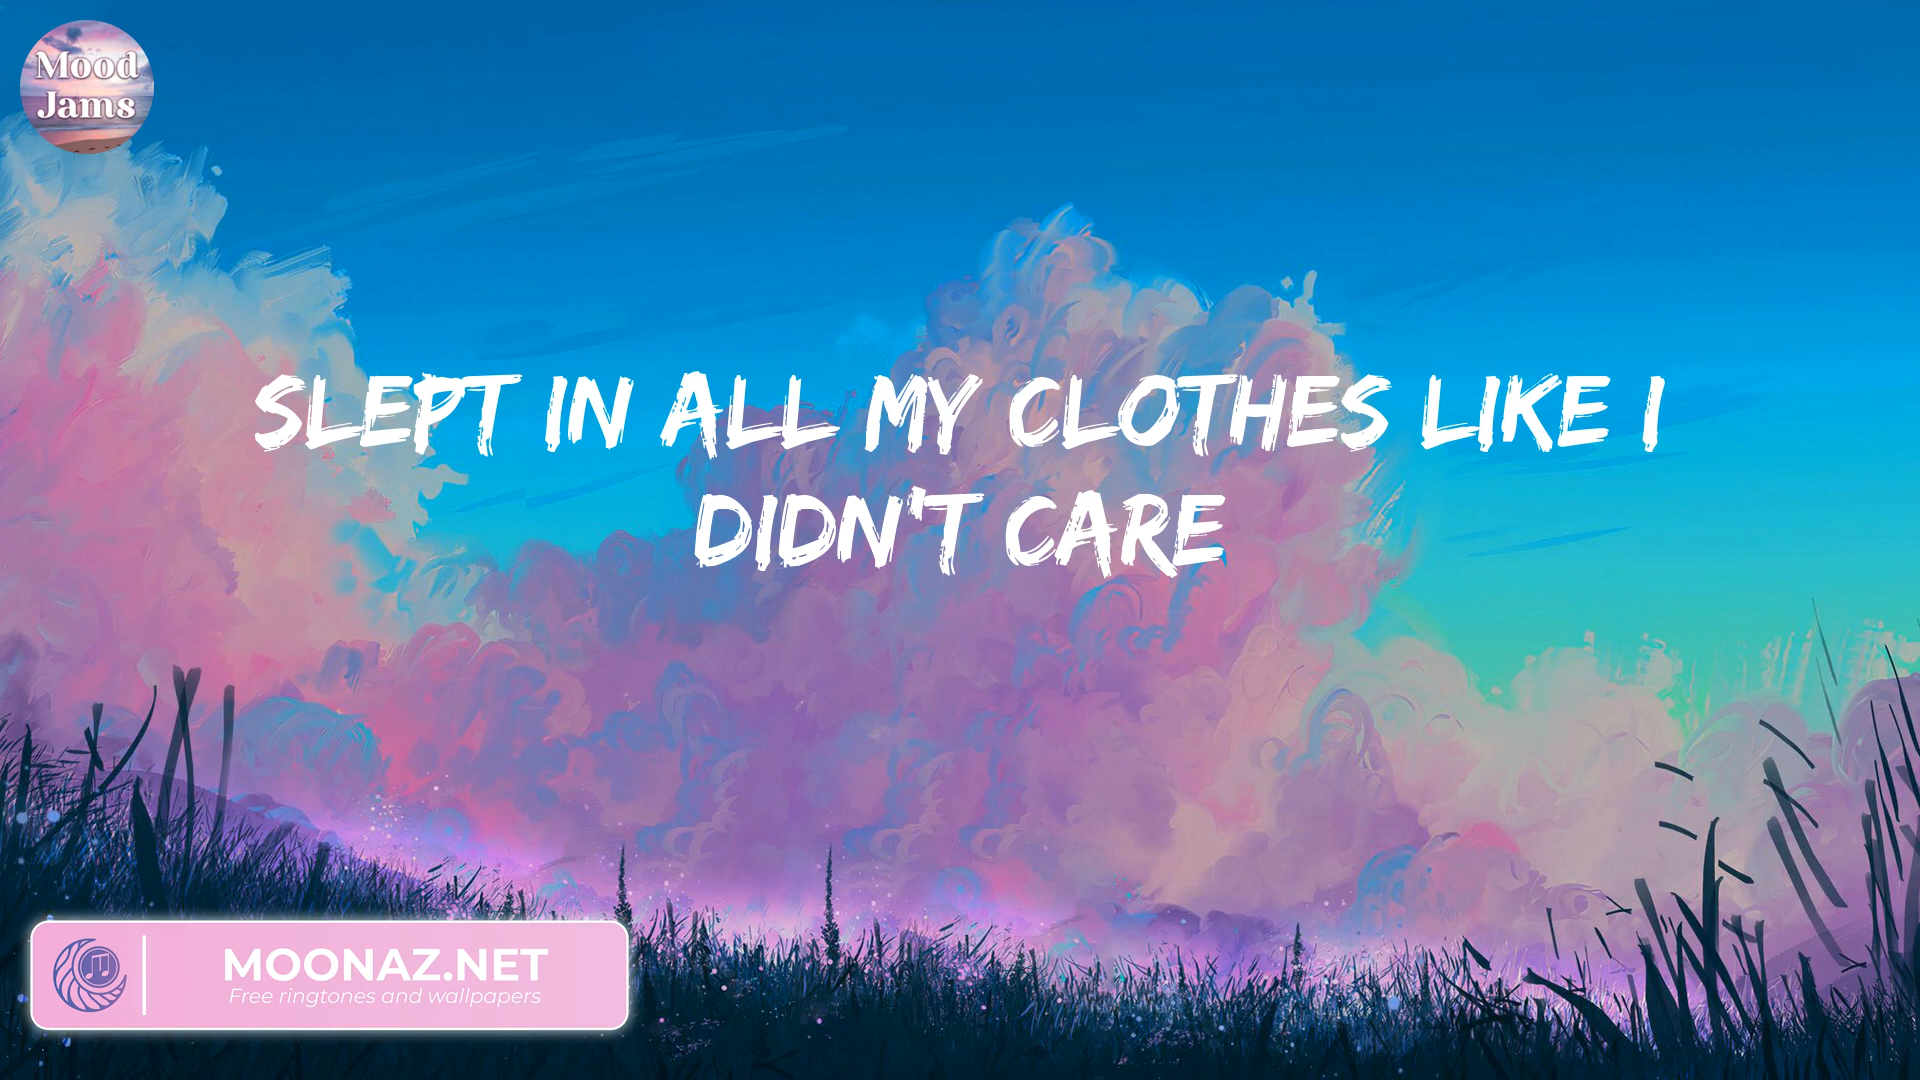 Mood
Jams
SLEPT IN ALL MY CLOTHES LIKE I
DIDN'T CARE
MOONAZ.NET
Free ringtones and wallpapers